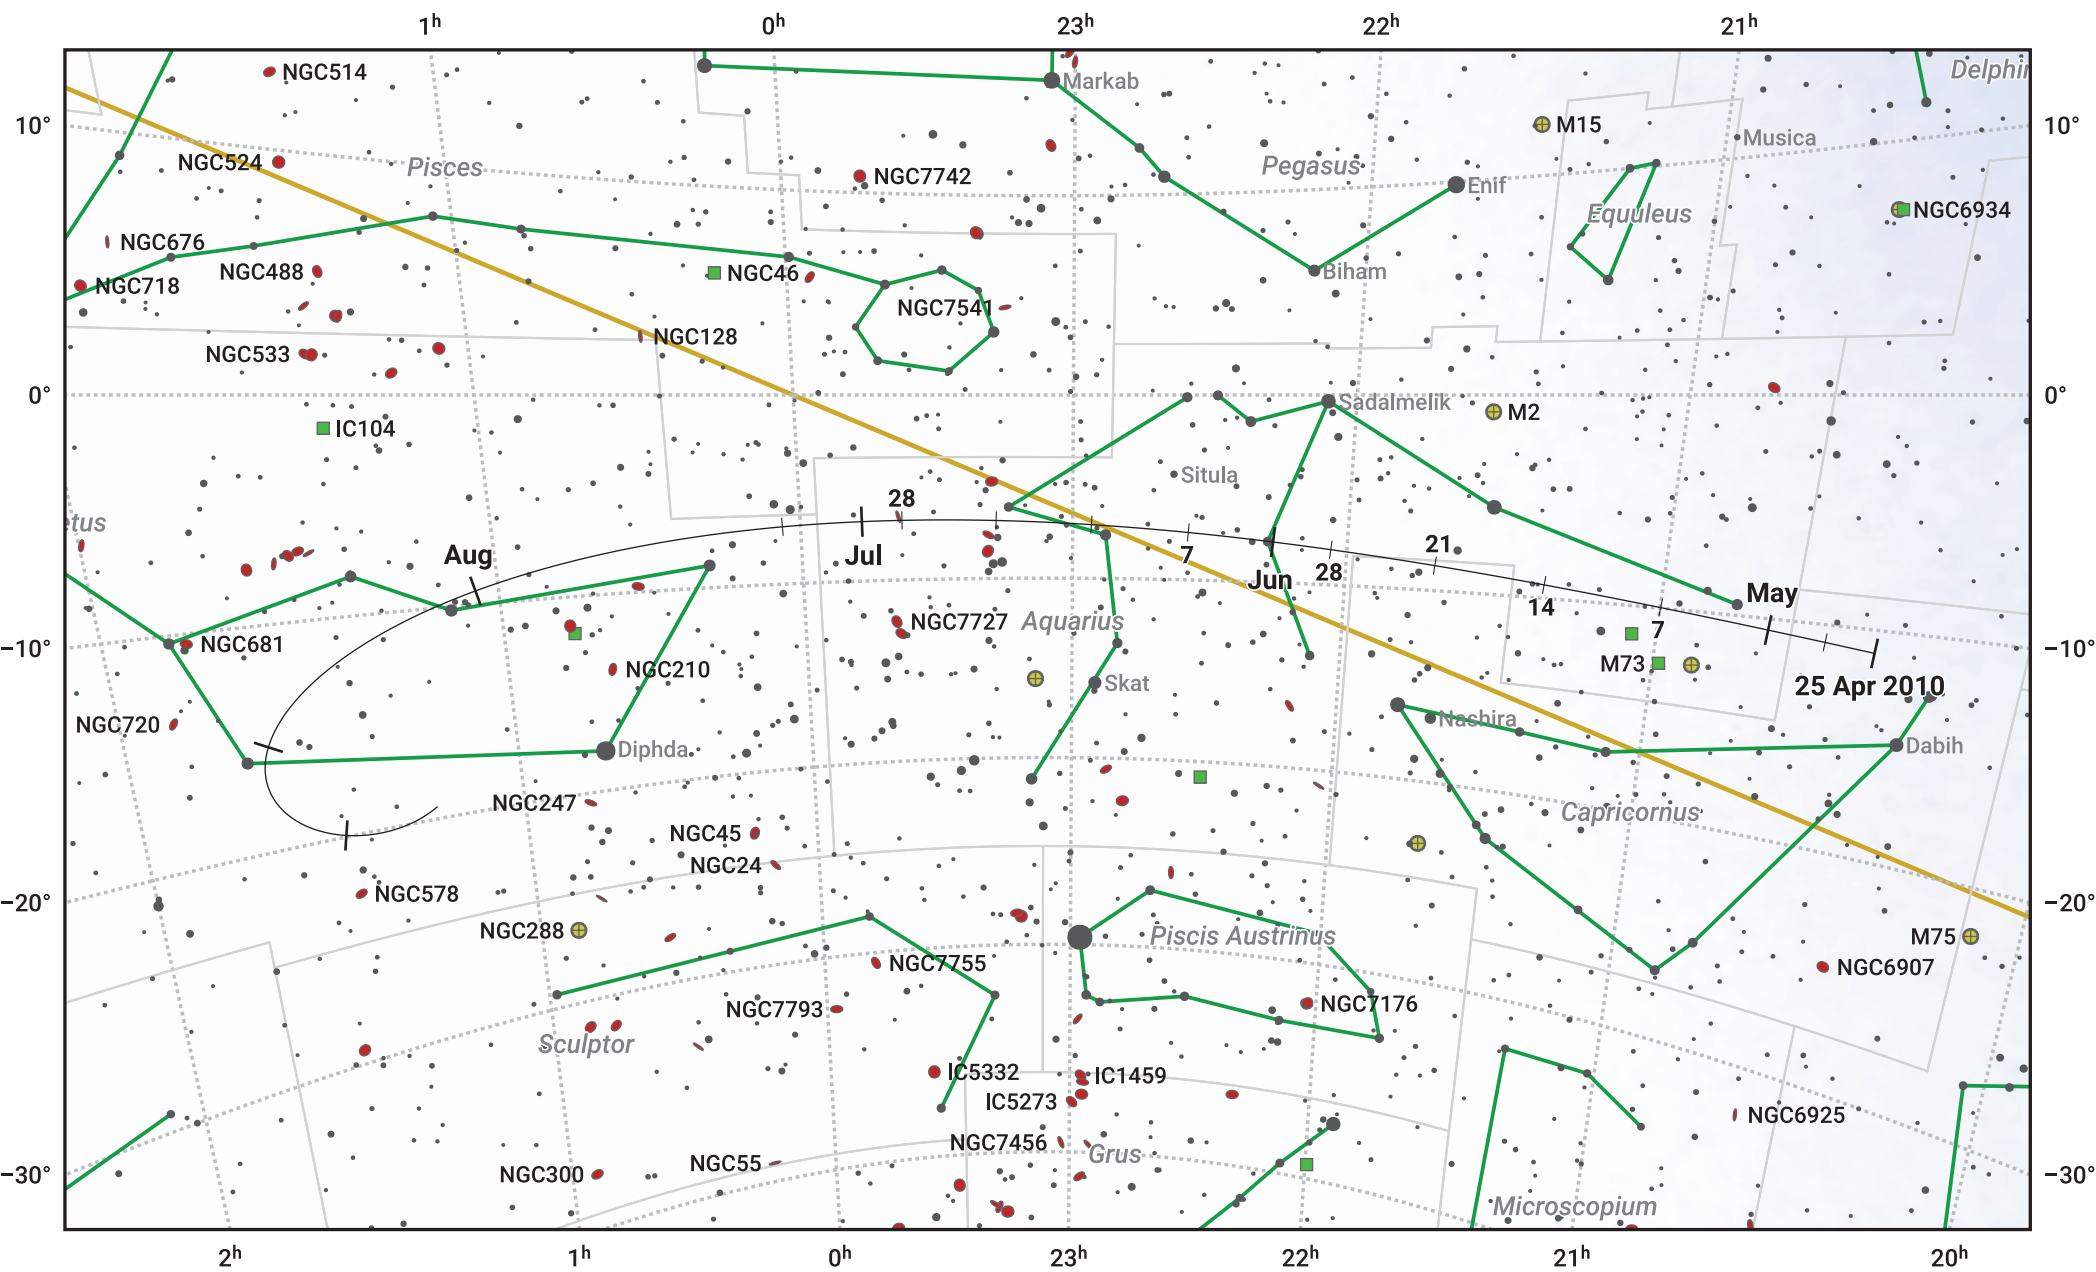 1h 0h 23h 22h 21h
NGC514
Markab
Delphin
10° 10°
M15
Musica
NGC524
Pisces
NGC7742
Pegasus
Enif
Equuleus
NGC6934
NGC676
NGC488
NGC46
Biham
NGC718
NGC7541
NGC128
NGC533
0° 0°
Sadalmelik
M2
IC104
Situla
etus
28
Aug
Jul
7
Jun
28
21
14
May
7
NGC681
NGC7727
Aquarius
−10° −10°
NGC210
M73
Skat
25 Apr 2010
NGC720
Nashira
Diphda
Dabih
NGC247
NGC45
Capricornus
NGC24
NGC578
−20° −20°
NGC288
Piscis Austrinus
M75
NGC7755
NGC6907
NGC7793
NGC7176
Sculptor
IC5332
IC1459
IC5273
NGC6925
NGC7456
Grus
NGC55
NGC300
−30° −30°
Microscopium
2h 1h 0h 23h 22h 21h 20h